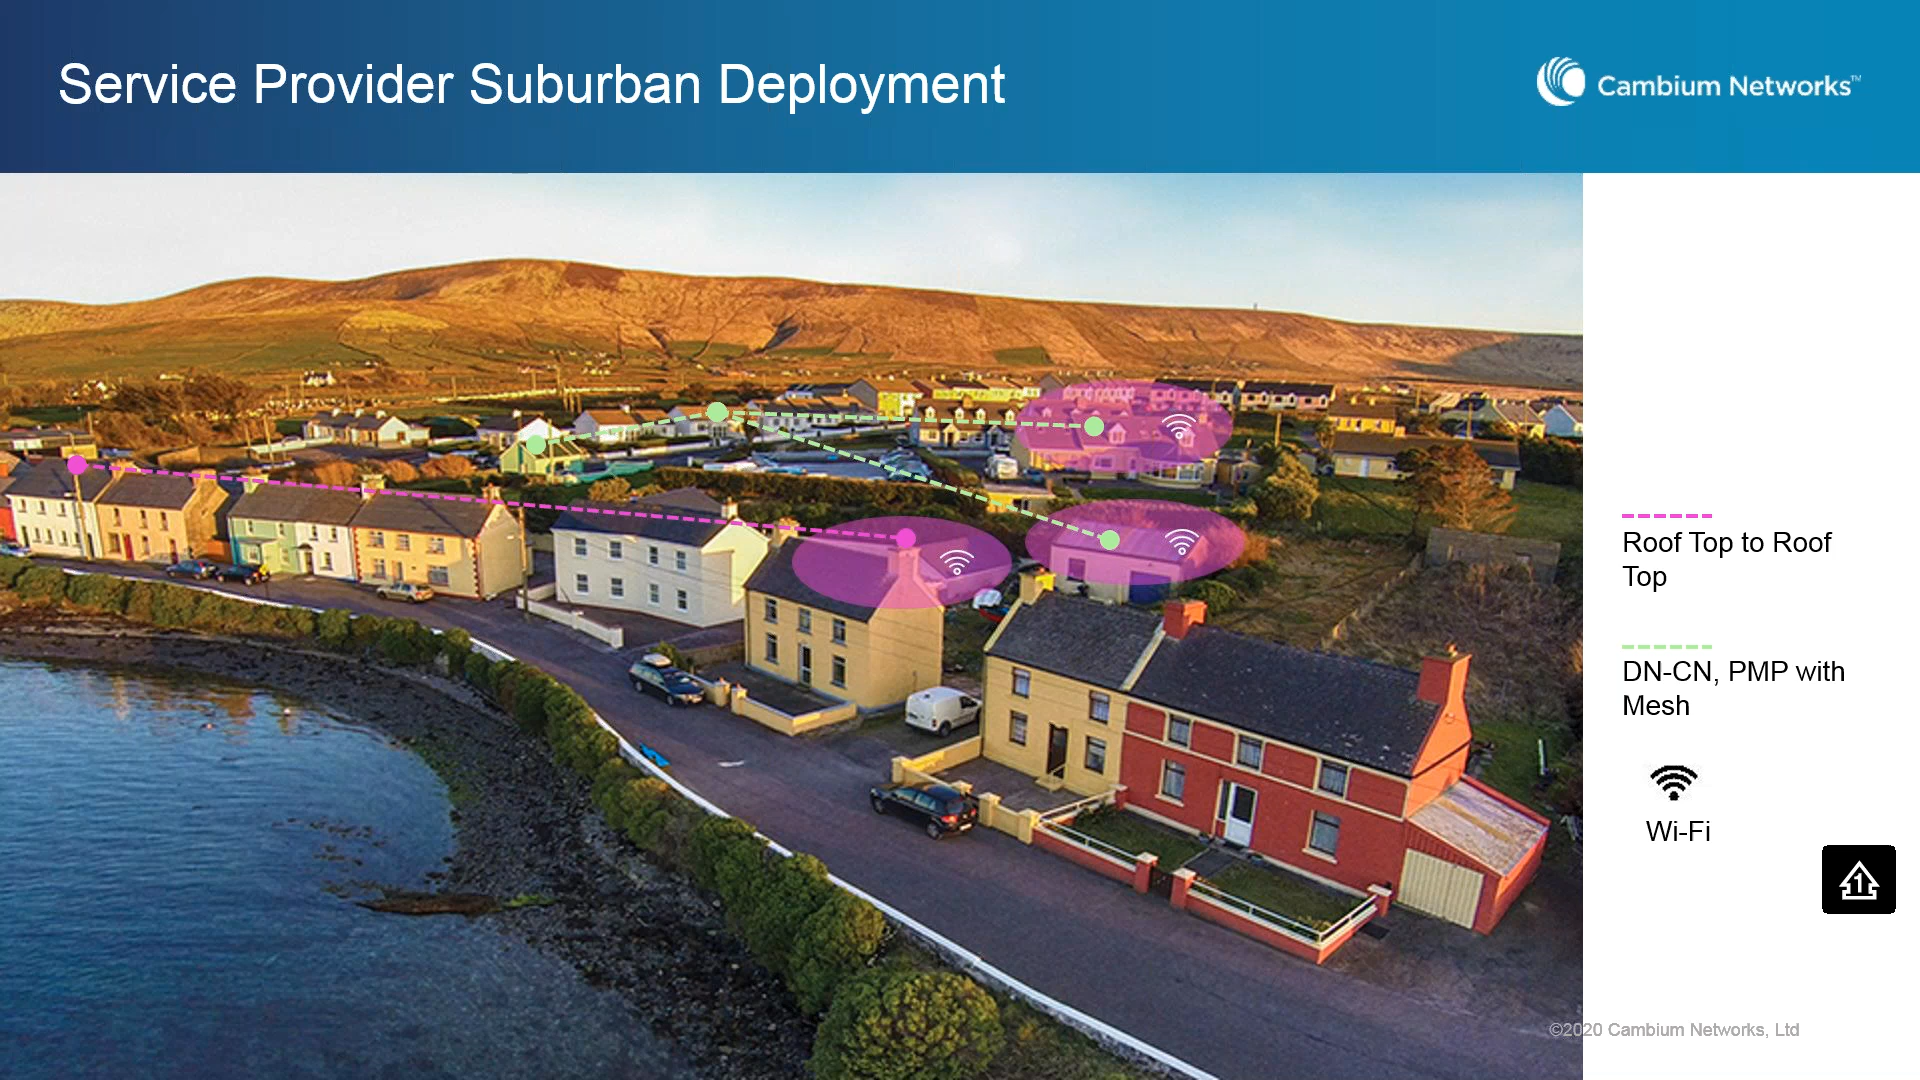 Service Provider Suburban Deployment
Cambium Networks™
Roof Top to Roof
Top
DN-CN, PMP with
Mesh
Wi-Fi
1
©2020 Cambium Networks, Ltd